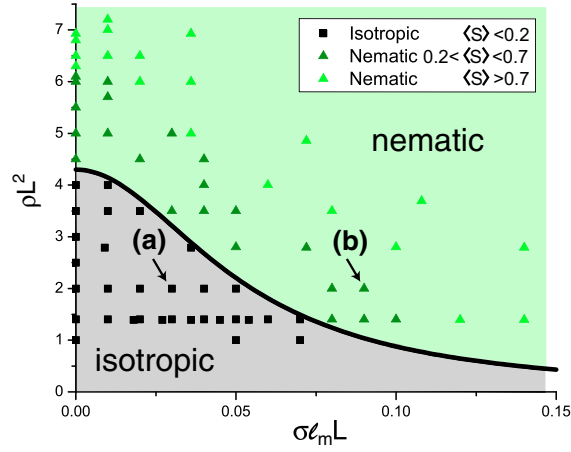 Isotropic ⟨S⟩ <0.2
Nematic 0.2< ⟨S⟩ <0.7
Nematic ⟨S⟩ >0.7
nematic
(a)
(b)
isotropic
7
6
5
4
3
2
1
0
ρL²
0.00 0.05 0.10 0.15
σℓₘL